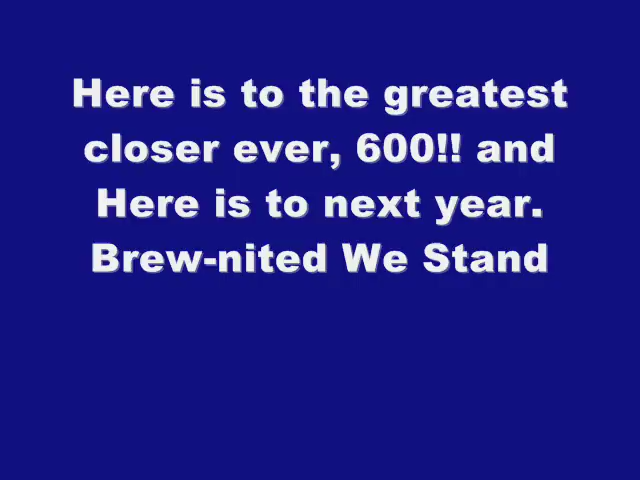 Here is to the greatest
closer ever, 600!! and
Here is to next year.
Brew-nited We Stand